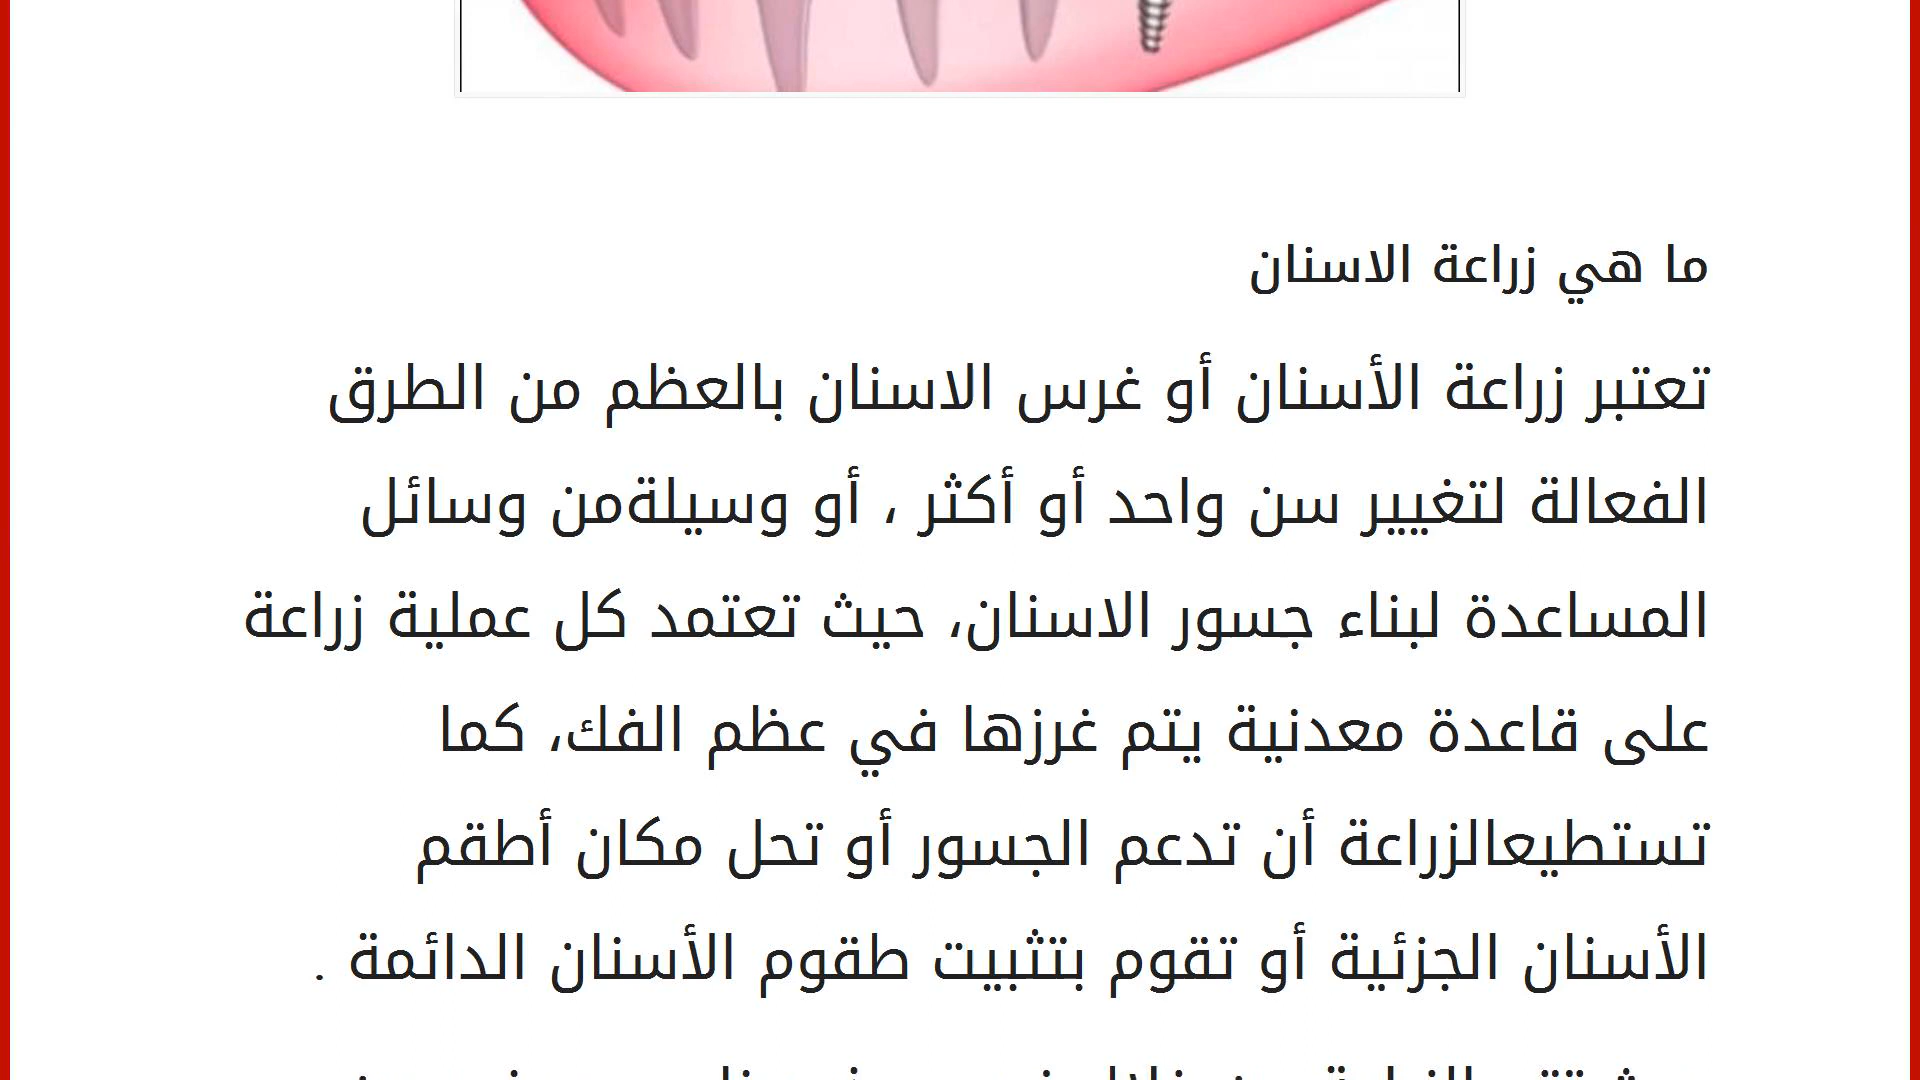 ما هي زراعة الاسنان
تعتبر زراعة الأسنان أو غرس الاسنان بالعظم من الطرق
الفعالة لتغيير سن واحد أو أكثر ، أو وسيلةمن وسائل
المساعدة لبناء جسور الاسنان، حيث تعتمد كل عملية زراعة
على قاعدة معدنية يتم غرزها في عظم الفك، كما
تستطيعالزراعة أن تدعم الجسور أو تحل مكان أطقم
الأسنان الجزئية أو تقوم بتثبيت طقوم الأسنان الدائمة .